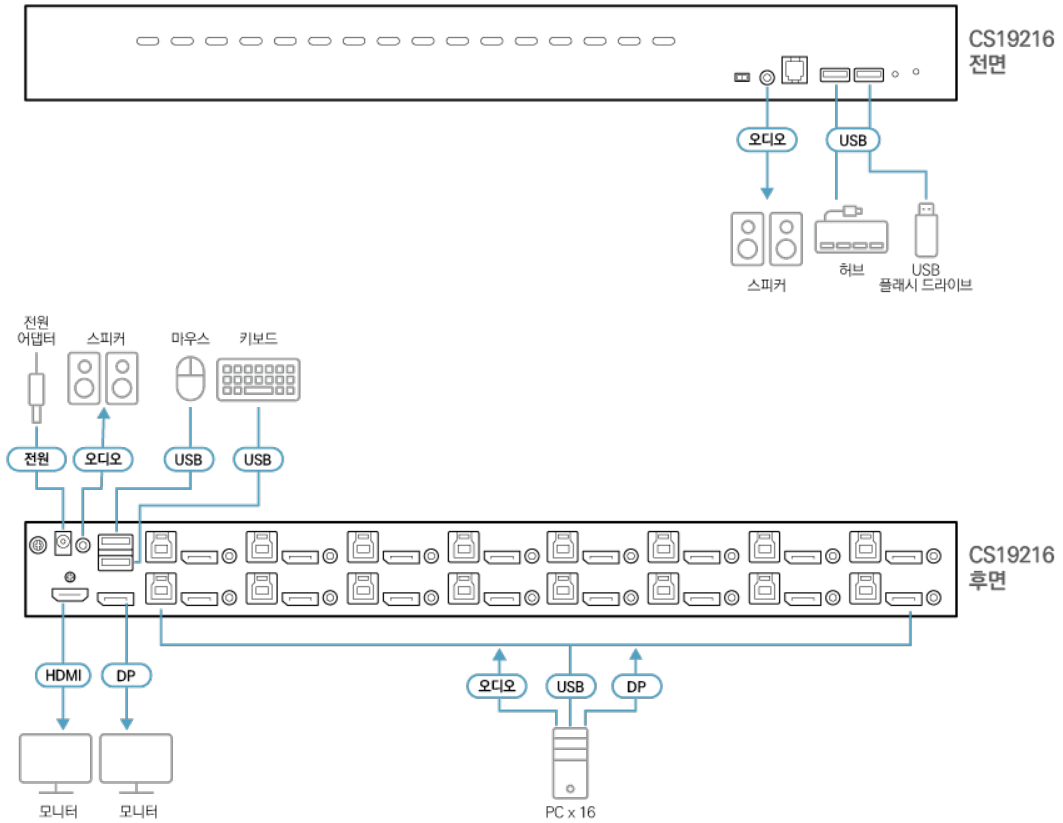 CS19216
전면
오디오
USB
스피커
허브
USB
플래시 드라이브
전원
어댑터
스피커
마우스
키보드
전원
오디오
USB
USB
CS19216
후면
HDMI
DP
오디오
USB
DP
모니터
모니터
PC x 16